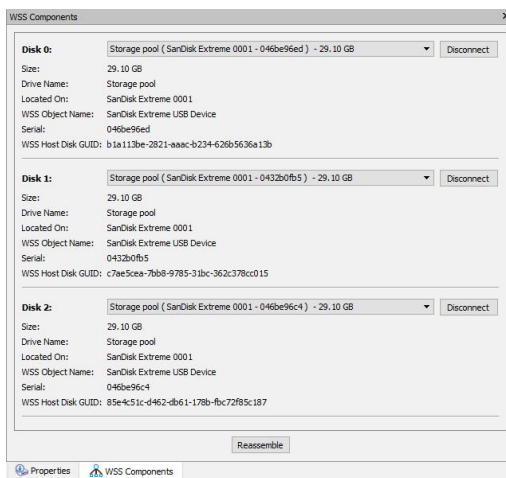 WSS Components
Disk 0: Storage pool ( SanDisk Extreme 0001 - 046be96ed ) - 29.10 GB Disconnect
Size: 29.10 GB
Drive Name: Storage pool
Located On: SanDisk Extreme 0001
WSS Object Name: SanDisk Extreme USB Device
Serial: 046be96ed
WSS Host Disk GUID: b1a113be-2821-aaac-b234-626b5636a13b
Disk 1: Storage pool ( SanDisk Extreme 0001 - 0432b0fb5 ) - 29.10 GB Disconnect
Size: 29.10 GB
Drive Name: Storage pool
Located On: SanDisk Extreme 0001
WSS Object Name: SanDisk Extreme USB Device
Serial: 0432b0fb5
WSS Host Disk GUID: c7ae5cea-7bb8-9785-31bc-362c378cc015
Disk 2: Storage pool ( SanDisk Extreme 0001 - 046be96c4 ) - 29.10 GB Disconnect
Size: 29.10 GB
Drive Name: Storage pool
Located On: SanDisk Extreme 0001
WSS Object Name: SanDisk Extreme USB Device
Serial: 046be96c4
WSS Host Disk GUID: 85e4c51c-d462-db61-178b-fbc72f85c187
Reassemble
Properties WSS Components